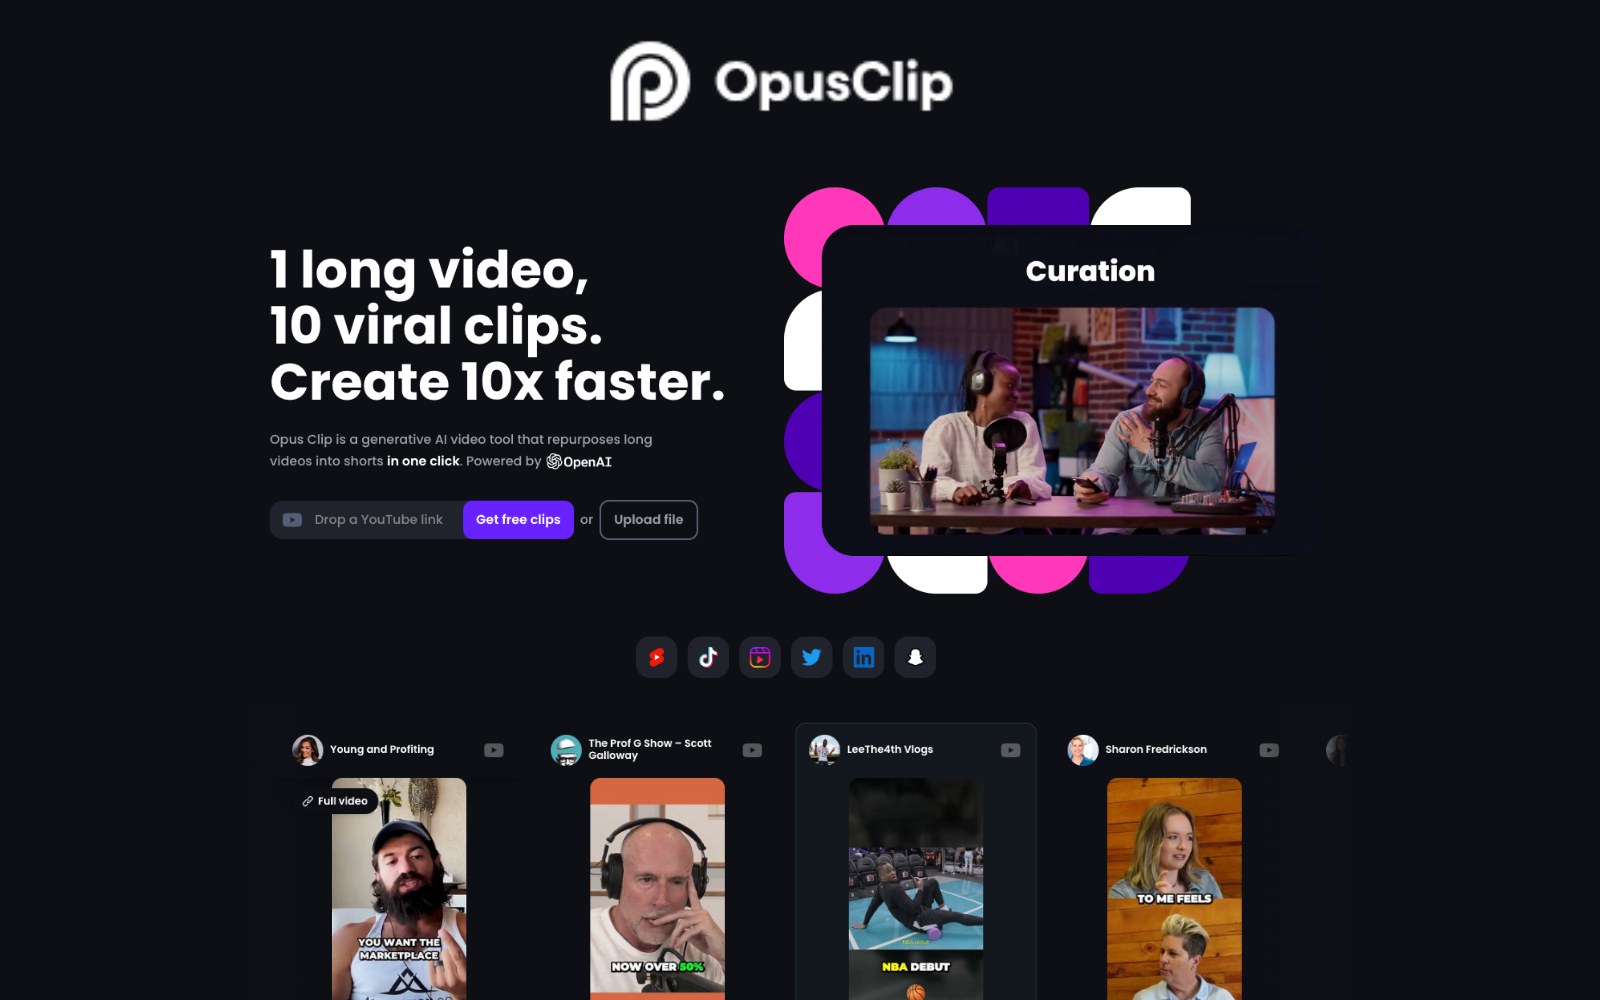 OpusClip
1 long video,
10 viral clips.
Create 10x faster.
Opus Clip is a generative AI video tool that repurposes long
videos into shorts in one click. Powered by OpenAI
Drop a YouTube link
Get free clips
or
Upload file
Curation
Young and Profiting
The Prof G Show – Scott
Galloway
LeeThe4th Vlogs
Sharon Fredrickson
Full video
YOU WANT THE
MARKETPLACE
NOW OVER 50%
NBA debut
NBA DEBUT
TO ME FEELS